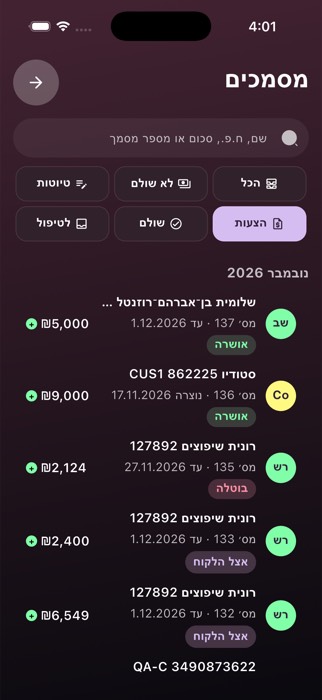 4:01
מסמכים
שם, ח.פ., סכום או מספר מסמך
הכל
לא שולם
טיוטות
הצעות
שולם
לטיפול
נובמבר 2026
שב
שלומית בן־אברהם־רוזנטל ...
מס׳ 137 · עד 1.12.2026
אושרה
₪5,000
Co
סטודיו CUS1 862225
מס׳ 136 · נוצרה 17.11.2026
אושרה
₪9,000
רש
רונית שיפוצים 127892
מס׳ 135 · עד 27.11.2026
בוטלה
₪2,124
רש
רונית שיפוצים 127892
מס׳ 133 · עד 1.12.2026
אצל הלקוח
₪2,400
רש
רונית שיפוצים 127892
מס׳ 132 · עד 1.12.2026
אצל הלקוח
₪6,549
QA-C 3490873622